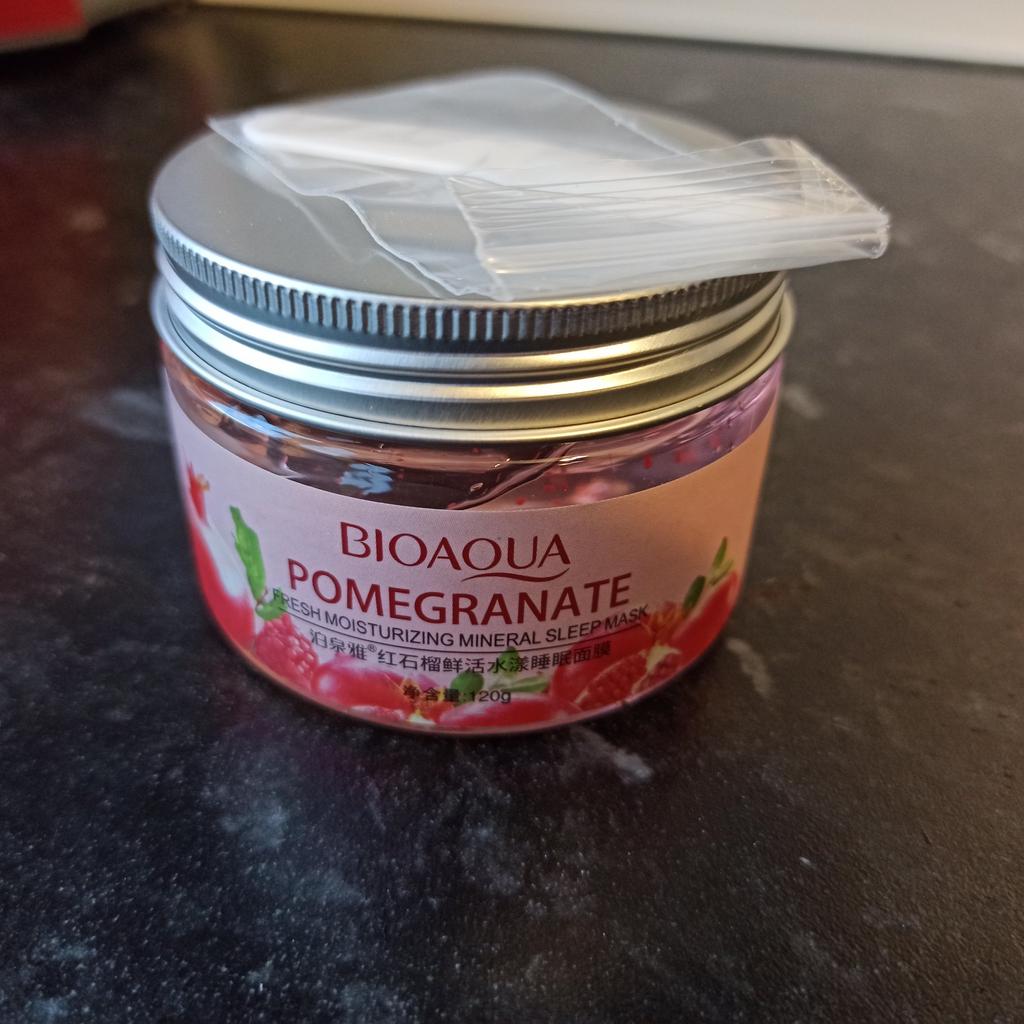 BIOAQUA
POMEGRANATE
FRESH MOISTURIZING MINERAL SLEEP MASK
泊泉雅® 红石榴鲜活水漾睡眠面膜
净含量:120g